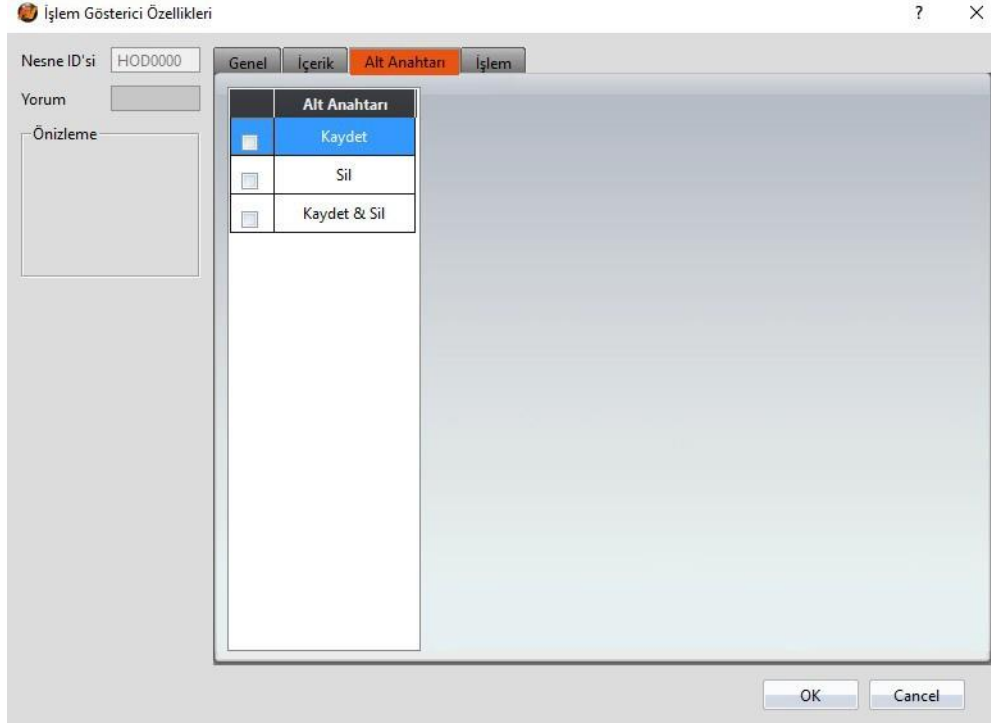 İşlem Gösterici Özellikleri
?
Nesne ID'si HOD0000
Yorum
Önizleme
Genel İçerik Alt Anahtarı İşlem
Alt Anahtarı
Kaydet
Sil
Kaydet & Sil
OK Cancel